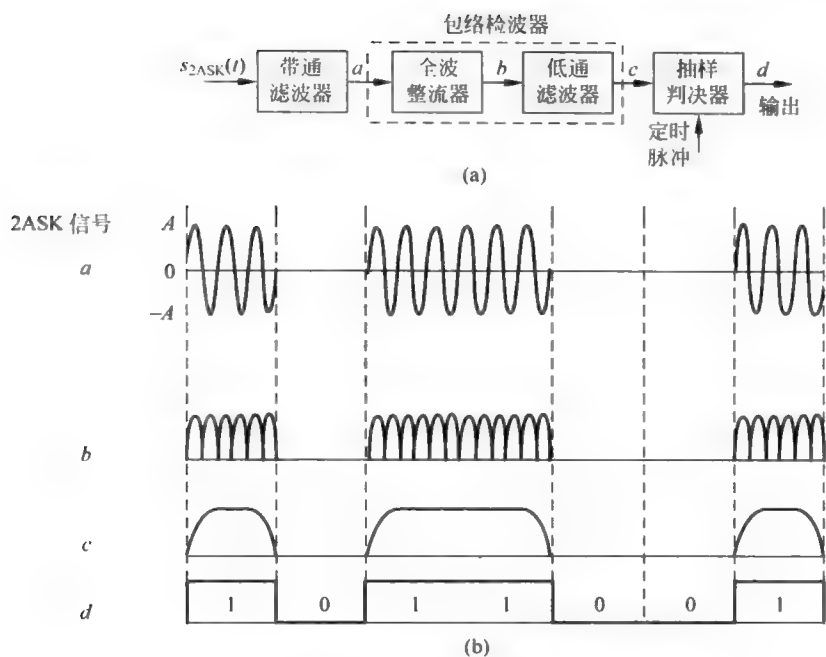 包络检波器
s2ASK(t) 带通滤波器 a 全波整流器 b 低通滤波器 c 抽样判决器 d
输出
定时脉冲
(a)
2ASK 信号
A
a 0
−A
b
c
d 1 0 1 1 0 0 1
(b)